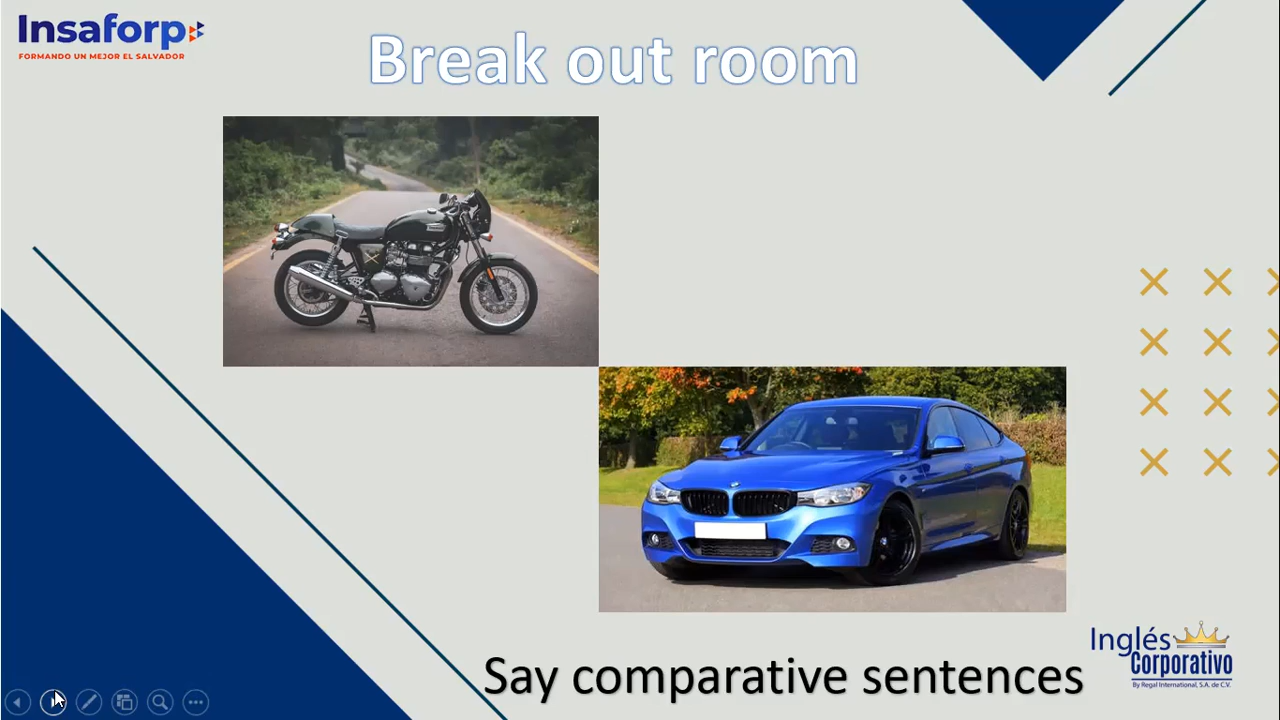 Insaforp
FORMANDO UN MEJOR EL SALVADOR
Break out room
Say comparative sentences
Inglés
Corporativo
By Regal International, S.A. de C.V.